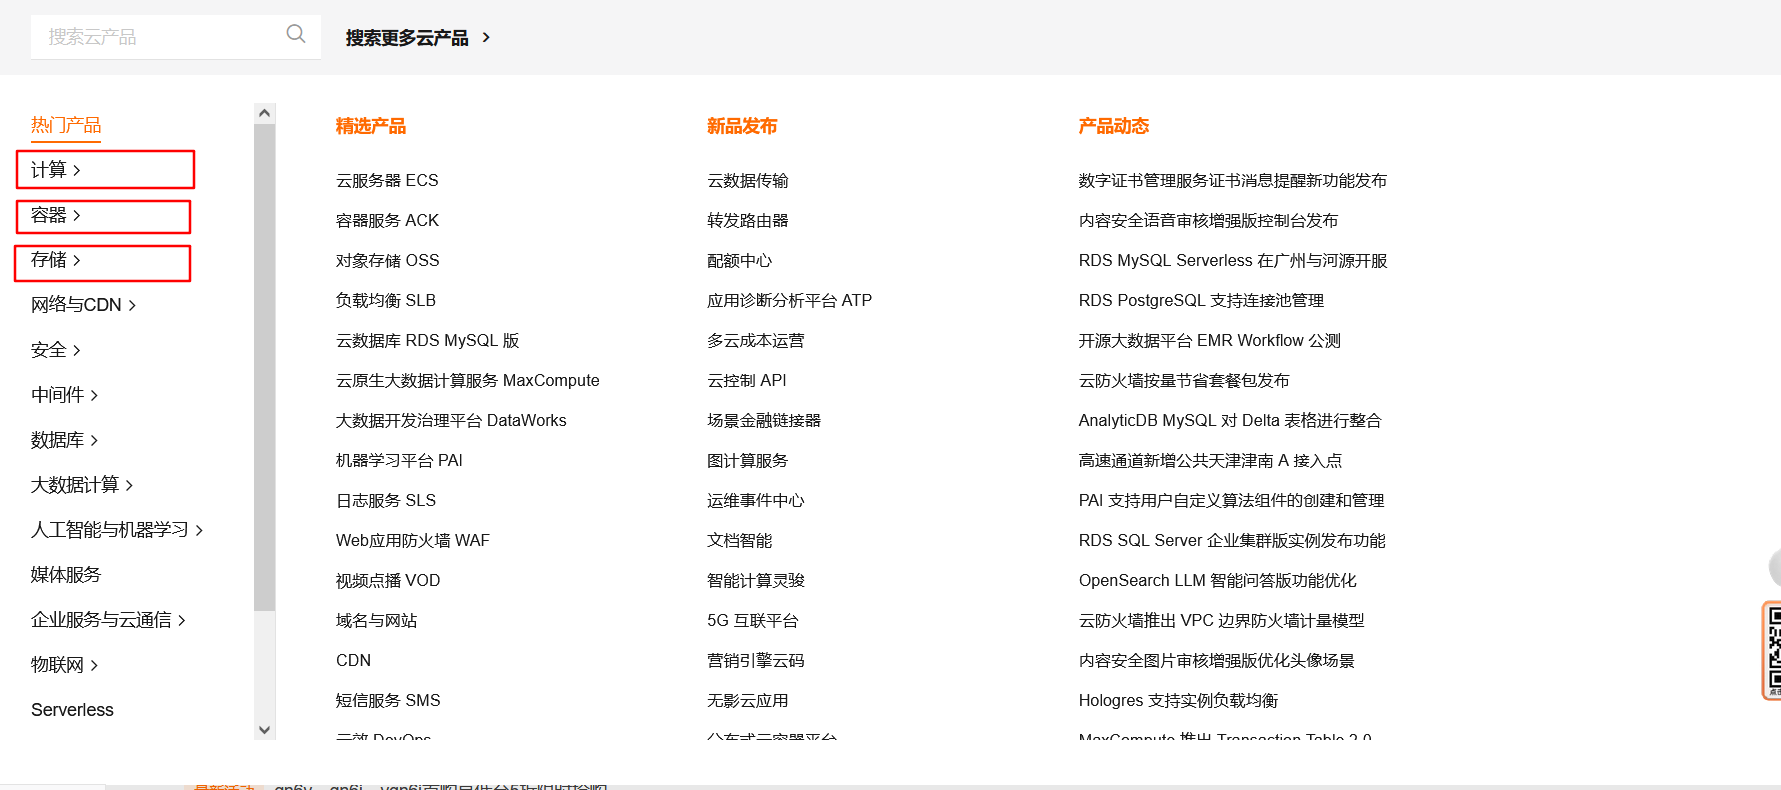 搜索云产品
搜索更多云产品
热门产品
计算
容器
存储
网络与CDN
安全
中间件
数据库
大数据计算
人工智能与机器学习
媒体服务
企业服务与云通信
物联网
Serverless
精选产品
云服务器 ECS
容器服务 ACK
对象存储 OSS
负载均衡 SLB
云数据库 RDS MySQL 版
云原生大数据计算服务 MaxCompute
大数据开发治理平台 DataWorks
机器学习平台 PAI
日志服务 SLS
Web应用防火墙 WAF
视频点播 VOD
域名与网站
CDN
短信服务 SMS
云效 DevOps
新品发布
云数据传输
转发路由器
配额中心
应用诊断分析平台 ATP
多云成本运营
云控制 API
场景金融链接器
图计算服务
运维事件中心
文档智能
智能计算灵骏
5G 互联平台
营销引擎云码
无影云应用
分布式云容器平台
产品动态
数字证书管理服务证书消息提醒新功能发布
内容安全语音审核增强版控制台发布
RDS MySQL Serverless 在广州与河源开服
RDS PostgreSQL 支持连接池管理
开源大数据平台 EMR Workflow 公测
云防火墙按量节省套餐包发布
AnalyticDB MySQL 对 Delta 表格进行整合
高速通道新增公共天津津南 A 接入点
PAI 支持用户自定义算法组件的创建和管理
RDS SQL Server 企业集群版实例发布功能
OpenSearch LLM 智能问答版功能优化
云防火墙推出 VPC 边界防火墙计量模型
内容安全图片审核增强版优化头像场景
Hologres 支持实例负载均衡
MaxCompute 推出 Transaction Table 2.0
最新活动